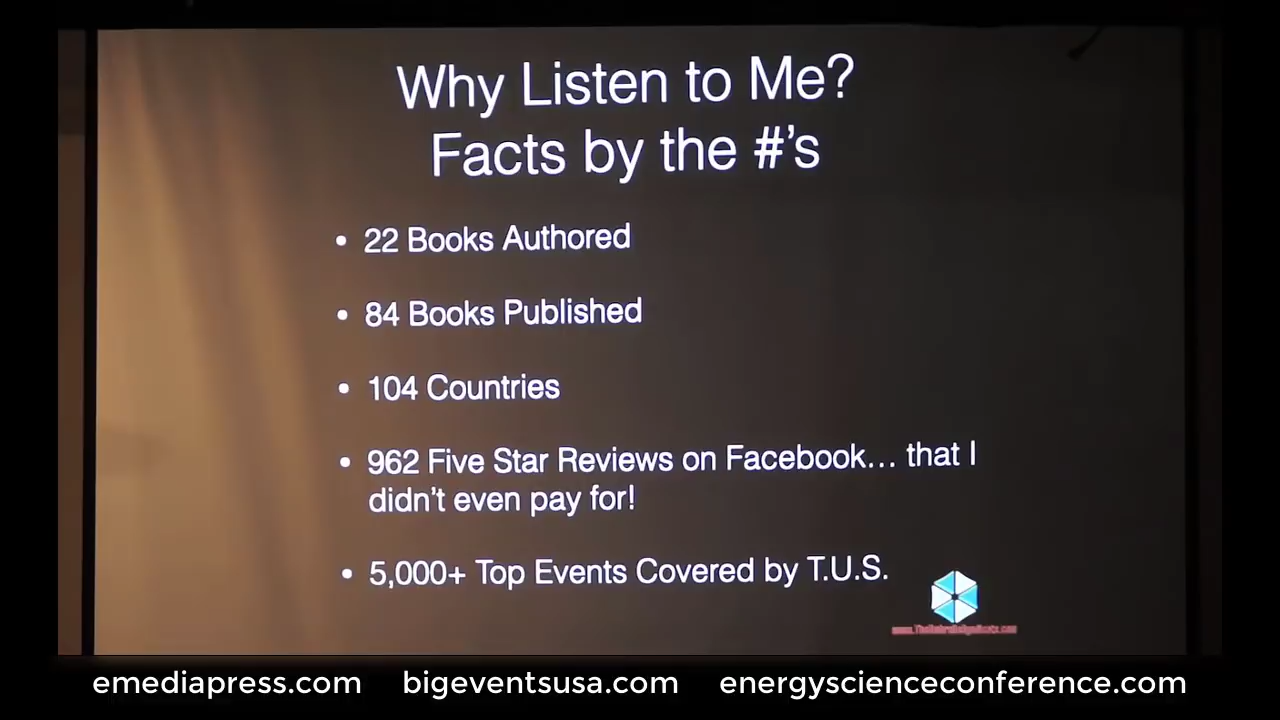 Why Listen to Me?
Facts by the #'s
• 22 Books Authored
• 84 Books Published
• 104 Countries
• 962 Five Star Reviews on Facebook... that I
didn't even pay for!
• 5,000+ Top Events Covered by T.U.S.
emediapress.com bigeventsusa.com energyscienceconference.com